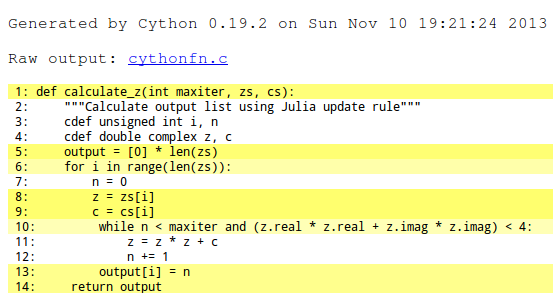 Generated by Cython 0.19.2 on Sun Nov 10 19:21:24 2013
Raw output: cythonfn.c
1: def calculate_z(int maxiter, zs, cs):
2:     """Calculate output list using Julia update rule"""
3:     cdef unsigned int i, n
4:     cdef double complex z, c
5:     output = [0] * len(zs)
6:     for i in range(len(zs)):
7:         n = 0
8:         z = zs[i]
9:         c = cs[i]
10:         while n < maxiter and (z.real * z.real + z.imag * z.imag) < 4:
11:             z = z * z + c
12:             n += 1
13:         output[i] = n
14:     return output